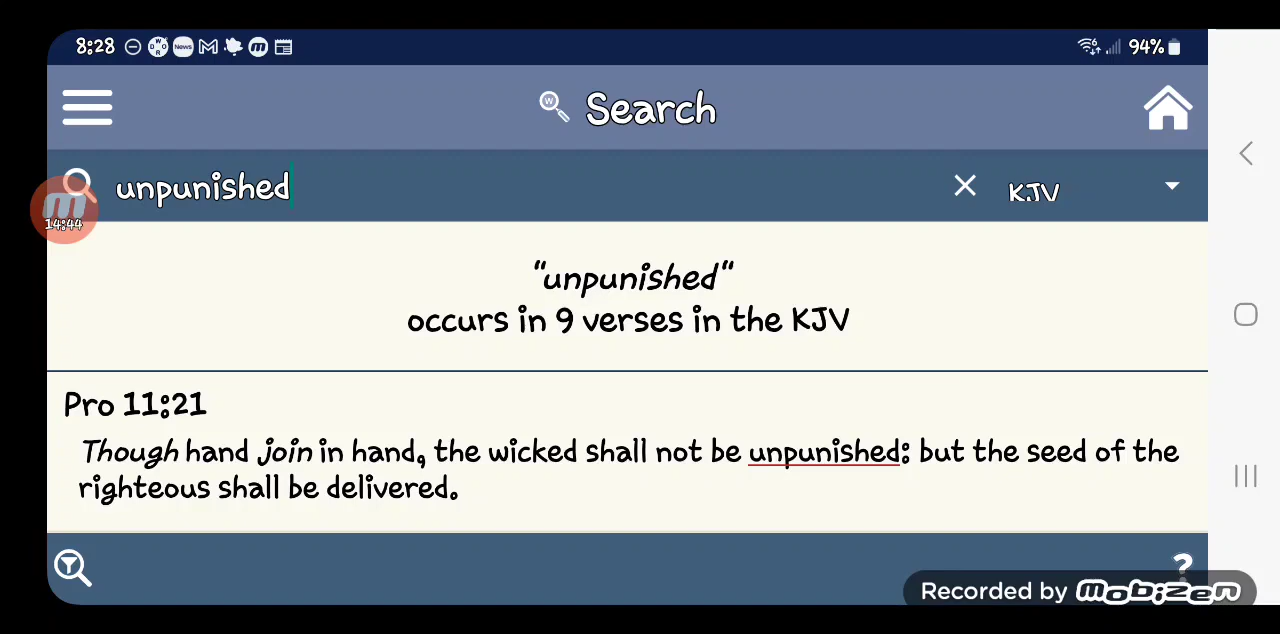 8:28 News 94%
Search
unpunished KJV
14:44
"unpunished"
occurs in 9 verses in the KJV
Pro 11:21
Though hand join in hand, the wicked shall not be unpunished: but the seed of the
righteous shall be delivered.
?
Recorded by mobizen